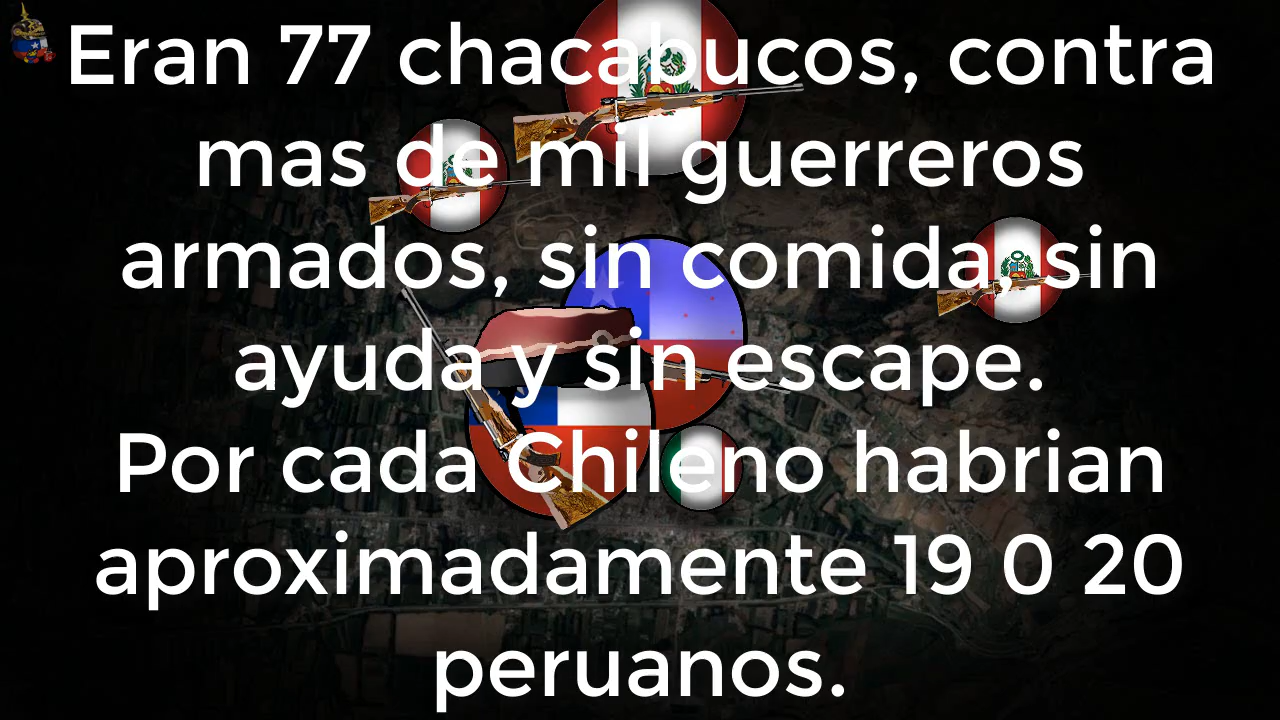 Eran 77 chacabucos, contra
mas de mil guerreros
armados, sin comida, sin
ayuda y sin escape.
Por cada Chileno habrian
aproximadamente 19 0 20
peruanos.